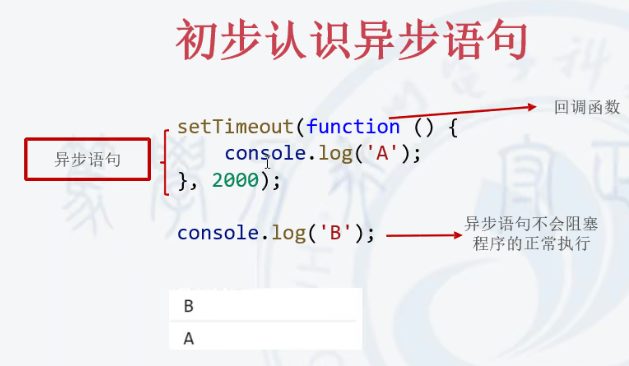 初步认识异步语句
setTimeout(function () {
回调函数
异步语句
console.log('A');
}, 2000);
console.log('B');
异步语句不会阻塞
程序的正常执行
B
A